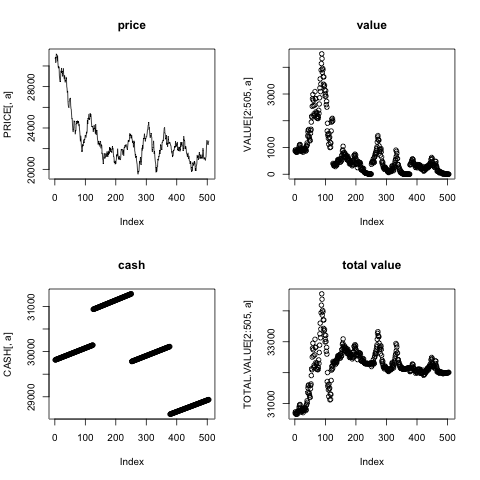 price
PRICE[, a]
20000 24000 28000
0 100 200 300 400 500
Index
value
VALUE[2:505, a]
0 1000 3000
0 100 200 300 400 500
Index
cash
CASH[, a]
29000 30000 31000
0 100 200 300 400 500
Index
total value
TOTAL.VALUE[2:505, a]
31000 33000
0 100 200 300 400 500
Index